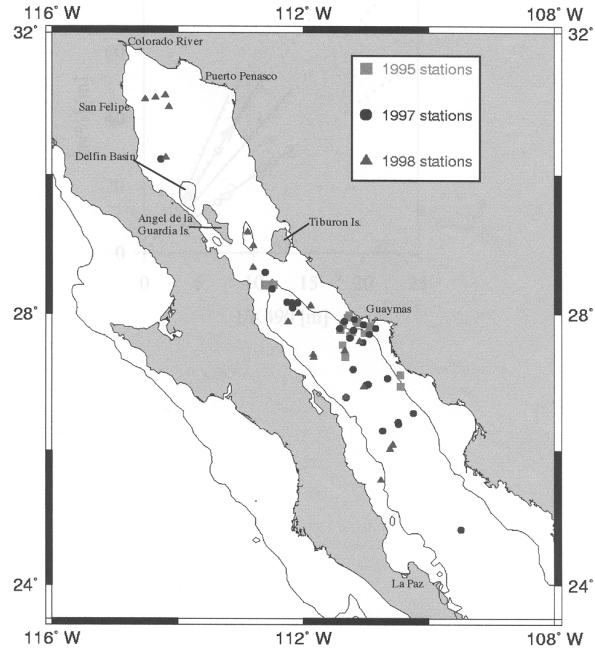 116° W 112° W 108° W
32° 32°
Colorado River
Puerto Penasco
1995 stations
San Felipe
1997 stations
Delfin Basin
1998 stations
Angel de la
Guardia Is.
Tiburon Is.
Guaymas
28° 28°
La Paz
24° 24°
116° W 112° W 108° W